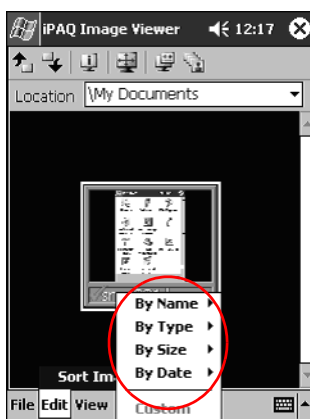 iPAQ Image Viewer 12:17
Location \My Documents
By Name
By Type
By Size
By Date
Sort Im
File Edit View Custom